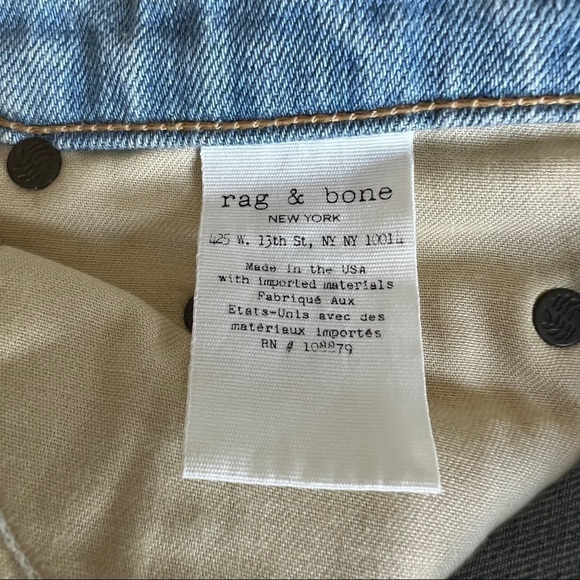 rag & bone
NEW YORK
425 W. 13th St, NY NY 10014
Made in the USA
with imported materials
Fabriqué Aux
Etats-Unis avec des
matériaux importés
RN # 108879